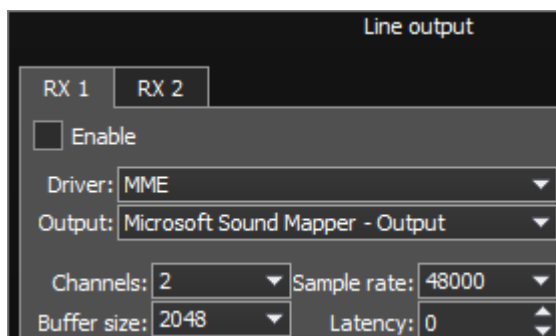 Line output
RX 1 RX 2
Enable
Driver: MME
Output: Microsoft Sound Mapper - Output
Channels: 2 Sample rate: 48000
Buffer size: 2048 Latency: 0